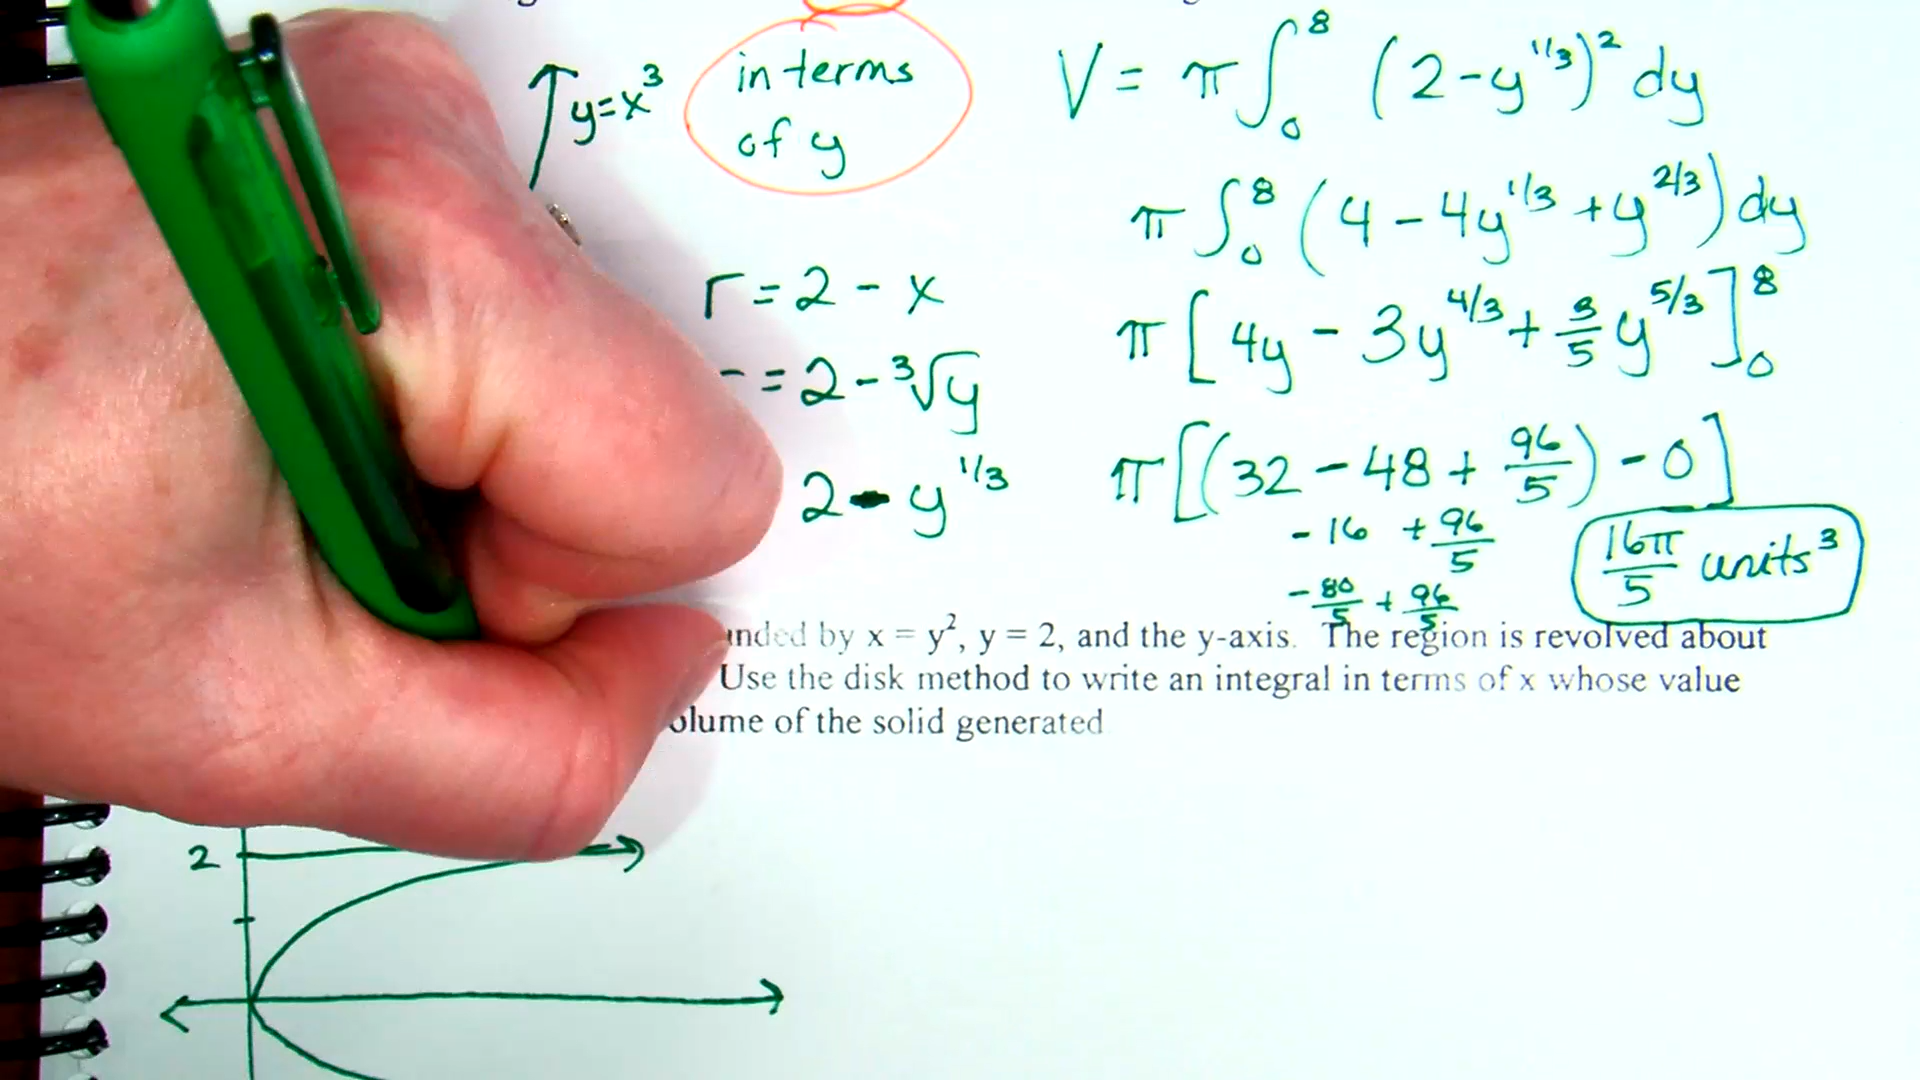 y=x³
in terms
of y
r = 2 - x
= 2 - ³√y
2 - y^1/3
V = π∫₀⁸ (2-y^1/3)² dy
π∫₀⁸ (4 - 4y^1/3 + y^2/3) dy
π[4y - 3y^4/3 + 3/5 y^5/3]₀⁸
π[(32 - 48 + 96/5) - 0]
-16 + 96/5
-80/5 + 96/5
16π/5 units³
by x = y², y = 2, and the y-axis. The region is revolved about
Use the disk method to write an integral in terms of x whose value
of the solid generated
2